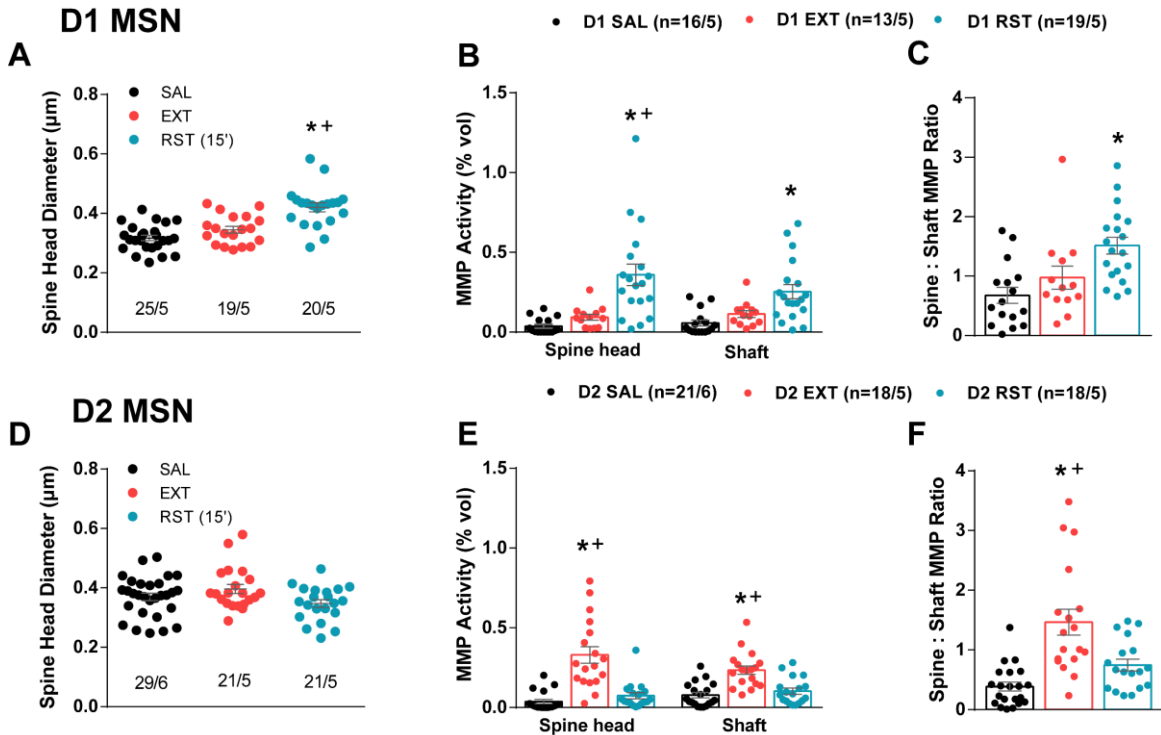 D1 MSN
D1 SAL (n=16/5) D1 EXT (n=13/5) D1 RST (n=19/5)
A
Spine Head Diameter (μm)
0.8
0.6
0.4
0.2
0.0
SAL
EXT
RST (15')
* +
25/5 19/5 20/5
B
MMP Activity (% vol)
1.5
1.0
0.5
0.0
* +
*
Spine head Shaft
C
Spine : Shaft MMP Ratio
4
3
2
1
0
*
D2 MSN
D2 SAL (n=21/6) D2 EXT (n=18/5) D2 RST (n=18/5)
D
Spine Head Diameter (μm)
0.8
0.6
0.4
0.2
0.0
SAL
EXT
RST (15')
29/6 21/5 21/5
E
MMP Activity (% vol)
1.5
1.0
0.5
0.0
* +
* +
Spine head Shaft
F
Spine : Shaft MMP Ratio
4
3
2
1
0
* +